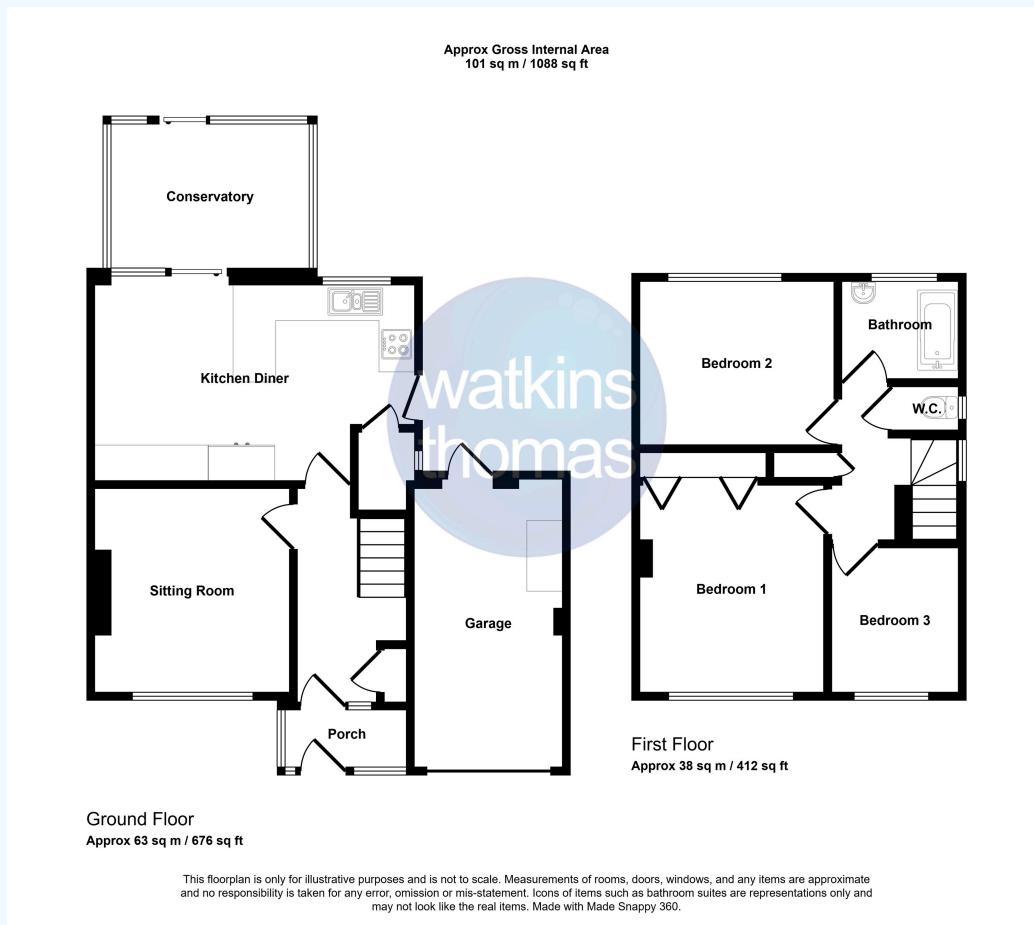 Approx Gross Internal Area
101 sq m / 1088 sq ft
Conservatory
Kitchen Diner
Sitting Room
Garage
Porch
Bedroom 2
Bathroom
W.C.
Bedroom 1
Bedroom 3
watkins
thomas
Ground Floor
Approx 63 sq m / 676 sq ft
First Floor
Approx 38 sq m / 412 sq ft
This floorplan is only for illustrative purposes and is not to scale. Measurements of rooms, doors, windows, and any items are approximate
and no responsibility is taken for any error, omission or mis-statement. Icons of items such as bathroom suites are representations only and
may not look like the real items. Made with Made Snappy 360.